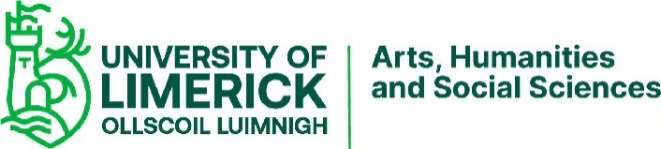 UNIVERSITY OF
LIMERICK
OLLSCOIL LUIMNIGH
Arts, Humanities
and Social Sciences